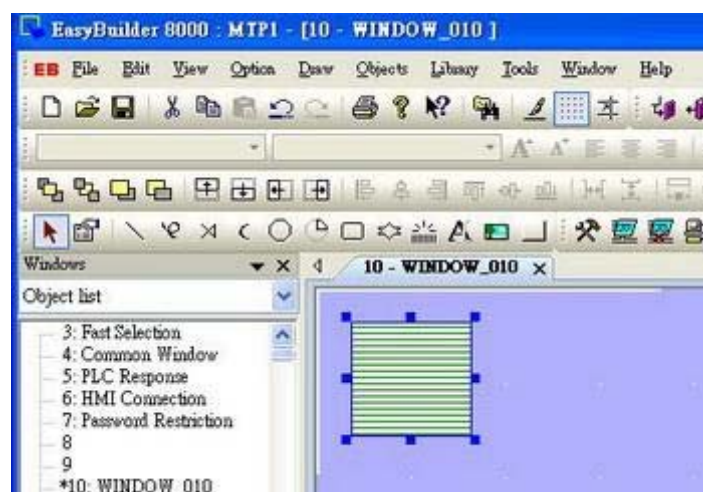 EasyBuilder 8000 : MTP1 - [10 - WINDOW_010 ]
EB File Edit View Option Draw Objects Library Tools Window Help
Windows
10 - WINDOW_010
Object list
3: Fast Selection
4: Common Window
5: PLC Response
6: HMI Connection
7: Password Restriction
8
9
*10: WINDOW_010